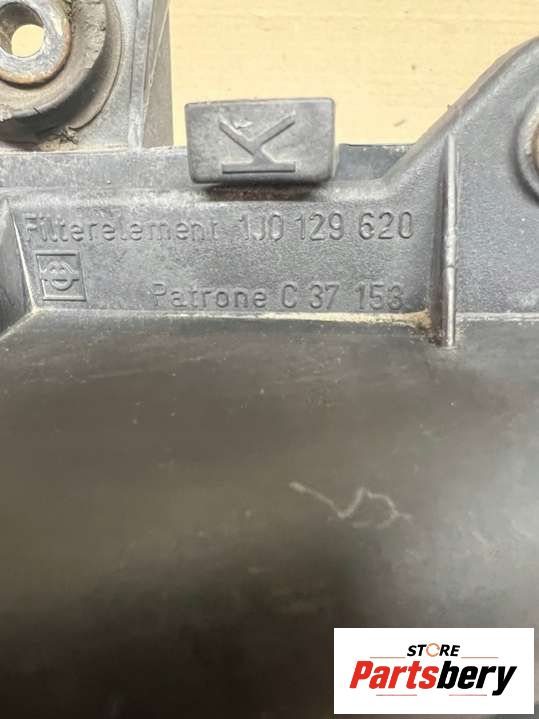 K
Filterelement 1J0 129 620
Patrone C 37 153
STORE
Partsbery